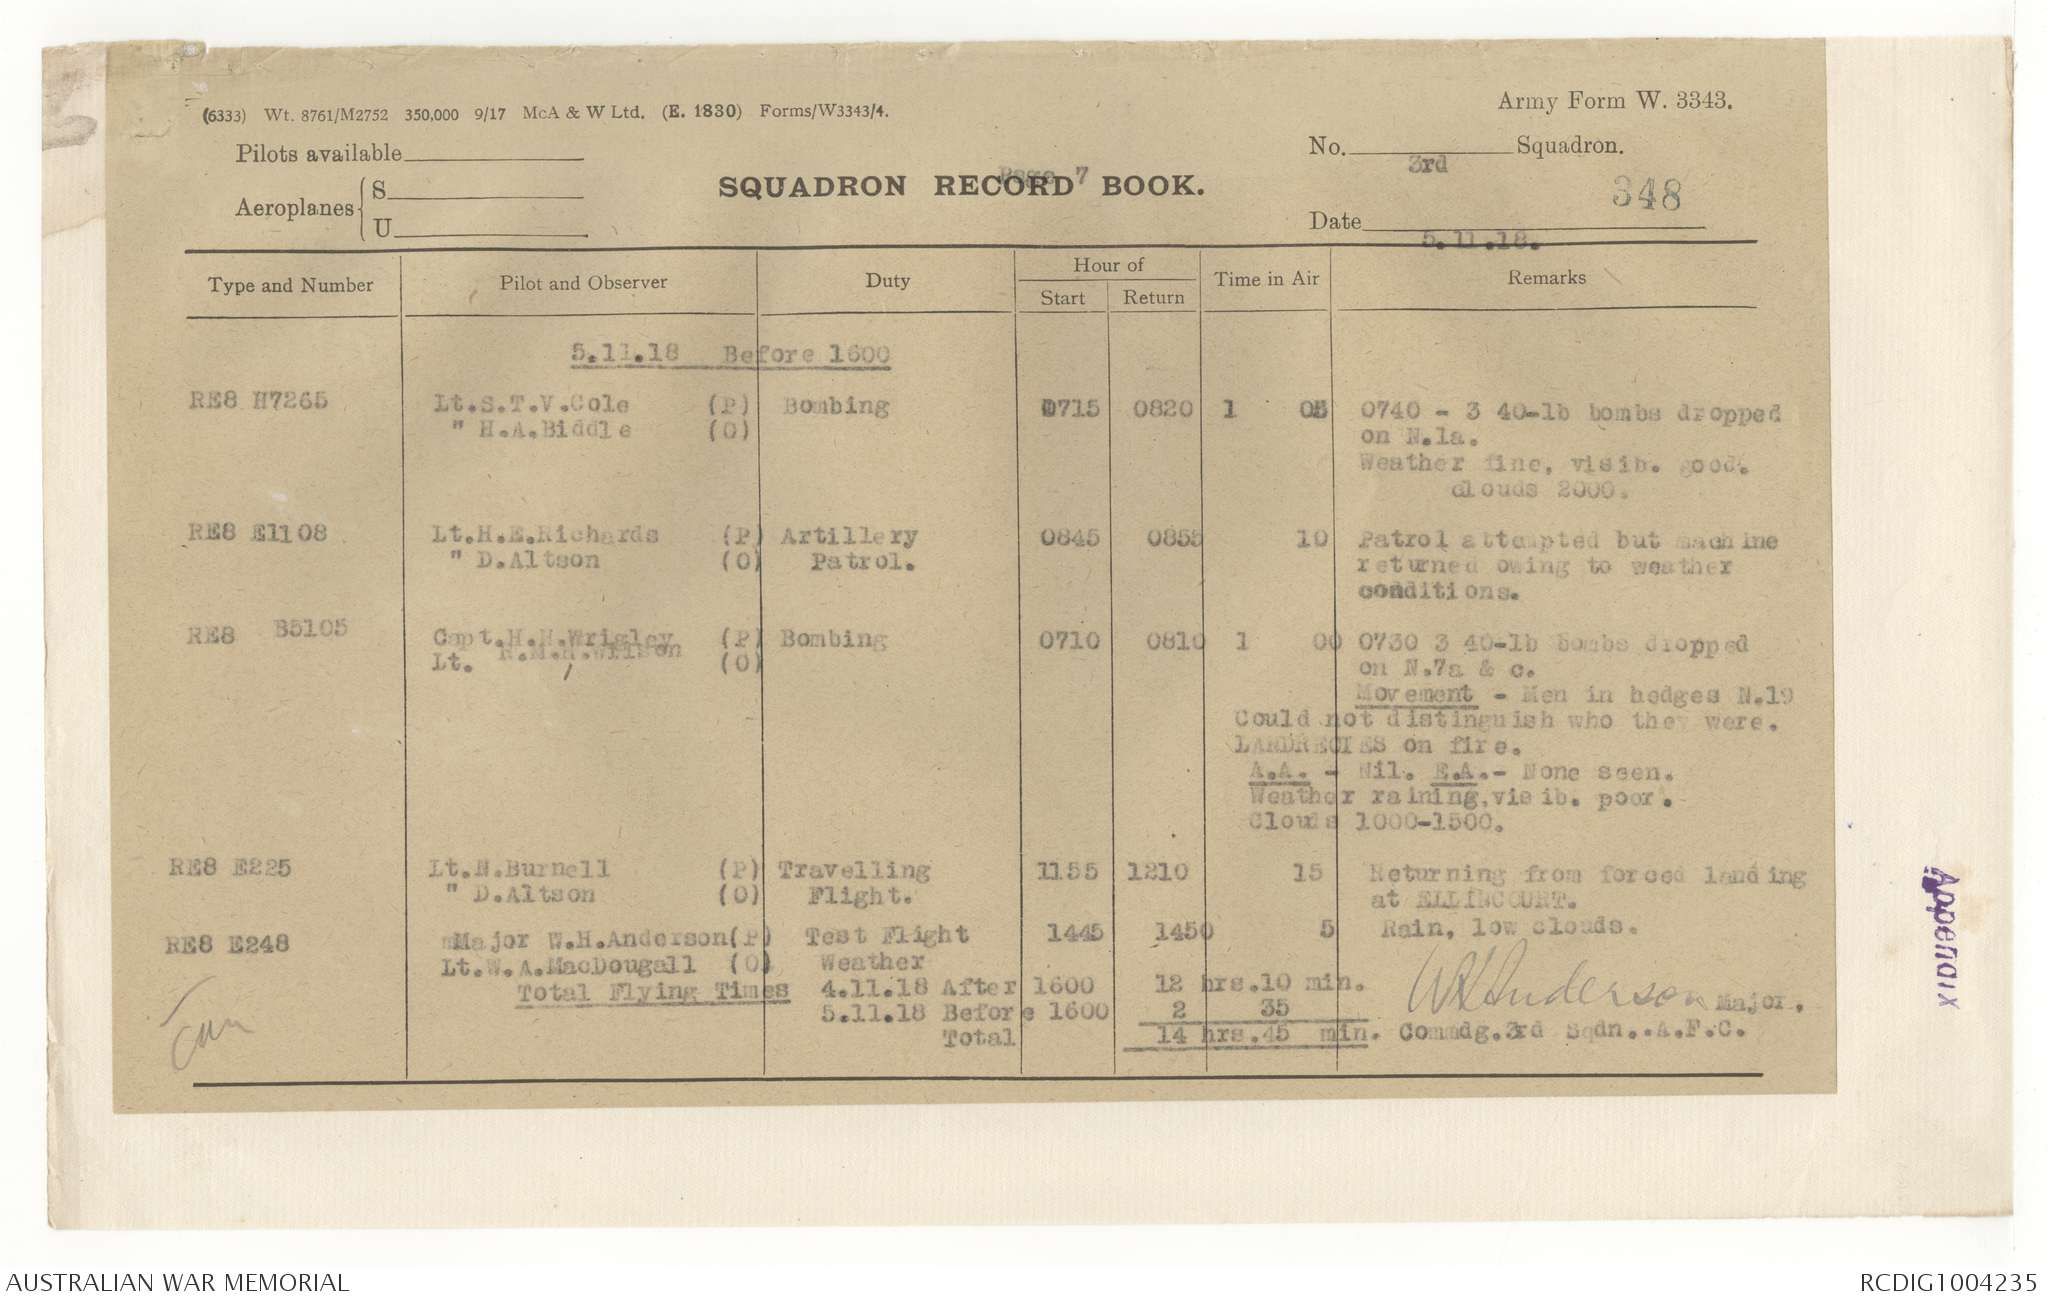 (6333) Wt. 8761/M2752 350,000 9/17 McA & W Ltd. (E. 1830) Forms/W3343/4.
Army Form W. 3343.
Pilots available
No. 3rd Squadron.
Aeroplanes { S
U
SQUADRON RECORD BOOK.
Page 7
348
Date 5.11.18.
Type and Number Pilot and Observer Duty Hour of Start Return Time in Air Remarks
5.11.18 Before 1600
RE8 H7265 Lt.S.T.V.Cole (P) Bombing 0715 0820 1 05 0740 - 3 40-lb bombs dropped
" H.A.Biddle (O) on N.1a.
Weather fine, visib. good.
clouds 2000.
RE8 E1108 Lt.H.E.Richards (P) Artillery 0845 0855 10 Patrol attempted but machine
" D.Altson (O) Patrol. returned owing to weather
conditions.
RE8 B5105 Capt.H.N.Wrigley (P) Bombing 0710 0810 1 00 0730 3 40-lb bombs dropped
Lt. R.M.H.Wilson (O) on N.7a & c.
Movement - Men in hedges N.19
Could not distinguish who they were.
LANDRECIES on fire.
A.A. - Nil. E.A.- None seen.
Weather raining,visib. poor.
Clouds 1000-1500.
RE8 E225 Lt.N.Burnell (P) Travelling 1155 1210 15 Returning from forced landing
" D.Altson (O) Flight. at ELLINCOURT.
RE8 E248 Major W.H.Anderson(P) Test Flight 1445 1450 5 Rain, low clouds.
Lt.W.A.MacDougall (O) Weather
Total Flying Times 4.11.18 After 1600 12 hrs.10 min.
5.11.18 Before 1600 2 35
Total 14 hrs.45 min.
W H Anderson Major.
Commdg.3rd Sqdn..A.F.C.
Appendix
AUSTRALIAN WAR MEMORIAL
RCDIG1004235